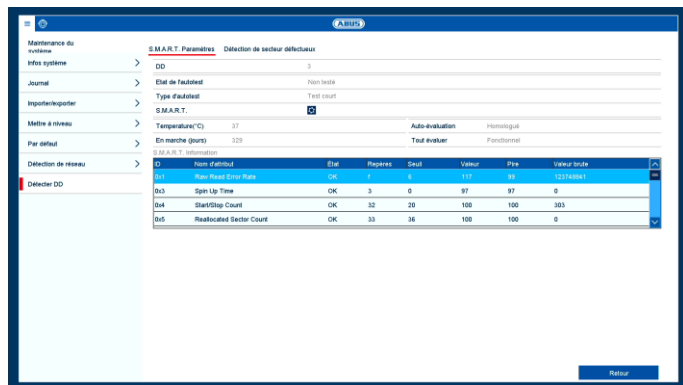 ABUS
Maintenance du
système
Infos système
Journal
Importer/exporter
Mettre à niveau
Par défaut
Détection de réseau
Détecter DD
S.M.A.R.T. Paramètres Détection de secteur défectueux
DD 3
Etat de l'autotest Non testé
Type d'autotest Test court
S.M.A.R.T.
Temperature(°C) 37 Auto-évaluation Homologué
En marche (jours) 329 Tout évaluer Fonctionnel
S.M.A.R.T. Information
ID Nom d'attribut État Repères Seuil Valeur Pire Valeur brute
0x1 Raw Read Error Rate OK f 6 117 99 123740841
0x3 Spin Up Time OK 3 0 97 97 0
0x4 Start/Stop Count OK 32 20 100 100 303
0x5 Reallocated Sector Count OK 33 36 100 100 0
Retour